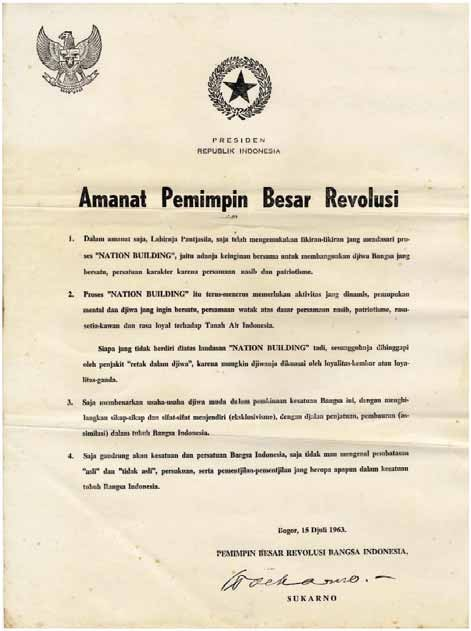 PRESIDEN
REPUBLIK INDONESIA
Amanat Pemimpin Besar Revolusi
1. Dalam amanat saja, Lahirnja Pantjasila, saja telah mengemukakan fikiran-fikiran jang mendasari pro-
ses "NATION BUILDING", jaitu adanja keinginan bersama untuk membangunkan djiwa Bangsa jang
bersatu, persatuan karakter karena persamaan nasib dan patriotisme.
2. Proses "NATION BUILDING" itu terus-menerus memerlukan aktivitas jang dinamis, pemupukan
mental dan djiwa jang ingin bersatu, persamaan watak atas dasar persamaan nasib, patriotisme, rasa-
setia-kawan dan rasa loyal terhadap Tanah Air Indonesia.
Siapa jang tidak berdiri diatas landasan "NATION BUILDING" tadi, sesungguhnja dihinggapi
oleh penjakit "retak dalam djiwa", karena mungkin djiwanja dikuasai oleh loyalitas-kembar atau loya-
litas-ganda.
3. Saja membenarkan usaha-usaha djiwa muda dalam pembinaan kesatuan Bangsa ini, dengan menghi-
langkan sikap-sikap dan sifat-sifat menjendiri (eksklusivisme), dengan djalan penjatuan, pembauran (as-
similasi) dalam tubuh Bangsa Indonesia.
4. Saja gandrung akan kesatuan dan persatuan Bangsa Indonesia, saja tidak mau mengenal pembatasan
"asli" dan "tidak asli", persukuan, serta pementjilan-pementjilan jang berupa apapun dalam kesatuan
tubuh Bangsa Indonesia.
Bogor, 15 Djuli 1963.
PEMIMPIN BESAR REVOLUSI BANGSA INDONESIA,
Soekarno.-
SUKARNO